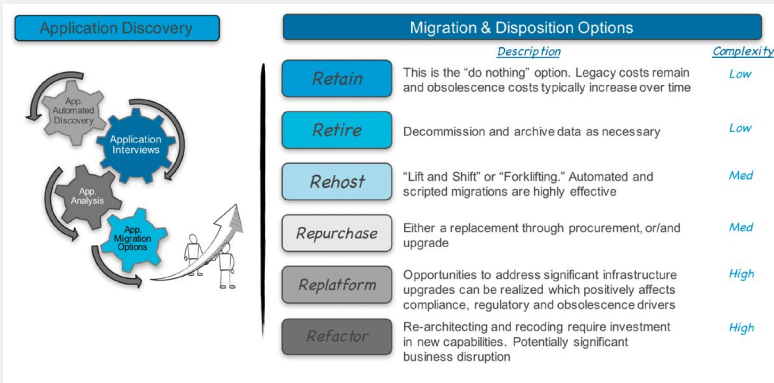 Application Discovery
Migration & Disposition Options
Description
Complexity
App.
Automated
Discovery
Application
Interviews
App.
Analysis
App.
Migration
Options
Retain
This is the “do nothing” option. Legacy costs remain
and obsolescence costs typically increase over time
Low
Retire
Decommission and archive data as necessary
Low
Rehost
“Lift and Shift” or “Forklifting.” Automated and
scripted migrations are highly effective
Med
Repurchase
Either a replacement through procurement, or/and
upgrade
Med
Replatform
Opportunities to address significant infrastructure
upgrades can be realized which positively affects
compliance, regulatory and obsolescence drivers
High
Refactor
Re-architecting and recoding require investment
in new capabilities. Potentially significant
business disruption
High